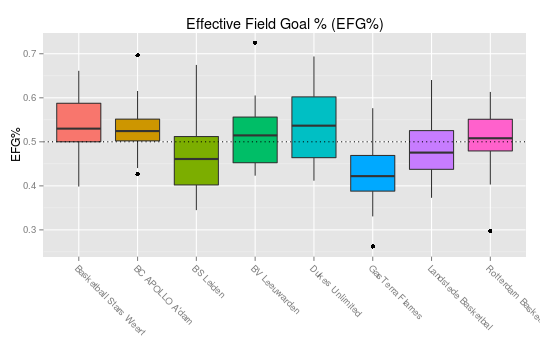 Effective Field Goal % (EFG%)
EFG%
0.7
0.6
0.5
0.4
0.3
Basketball Stars Weert
BC APOLLO A'dam
BS Leiden
BV Leeuwarden
Dukes Unlimited
GasTerra Flames
Landstede Basketbal
Rotterdam Baske